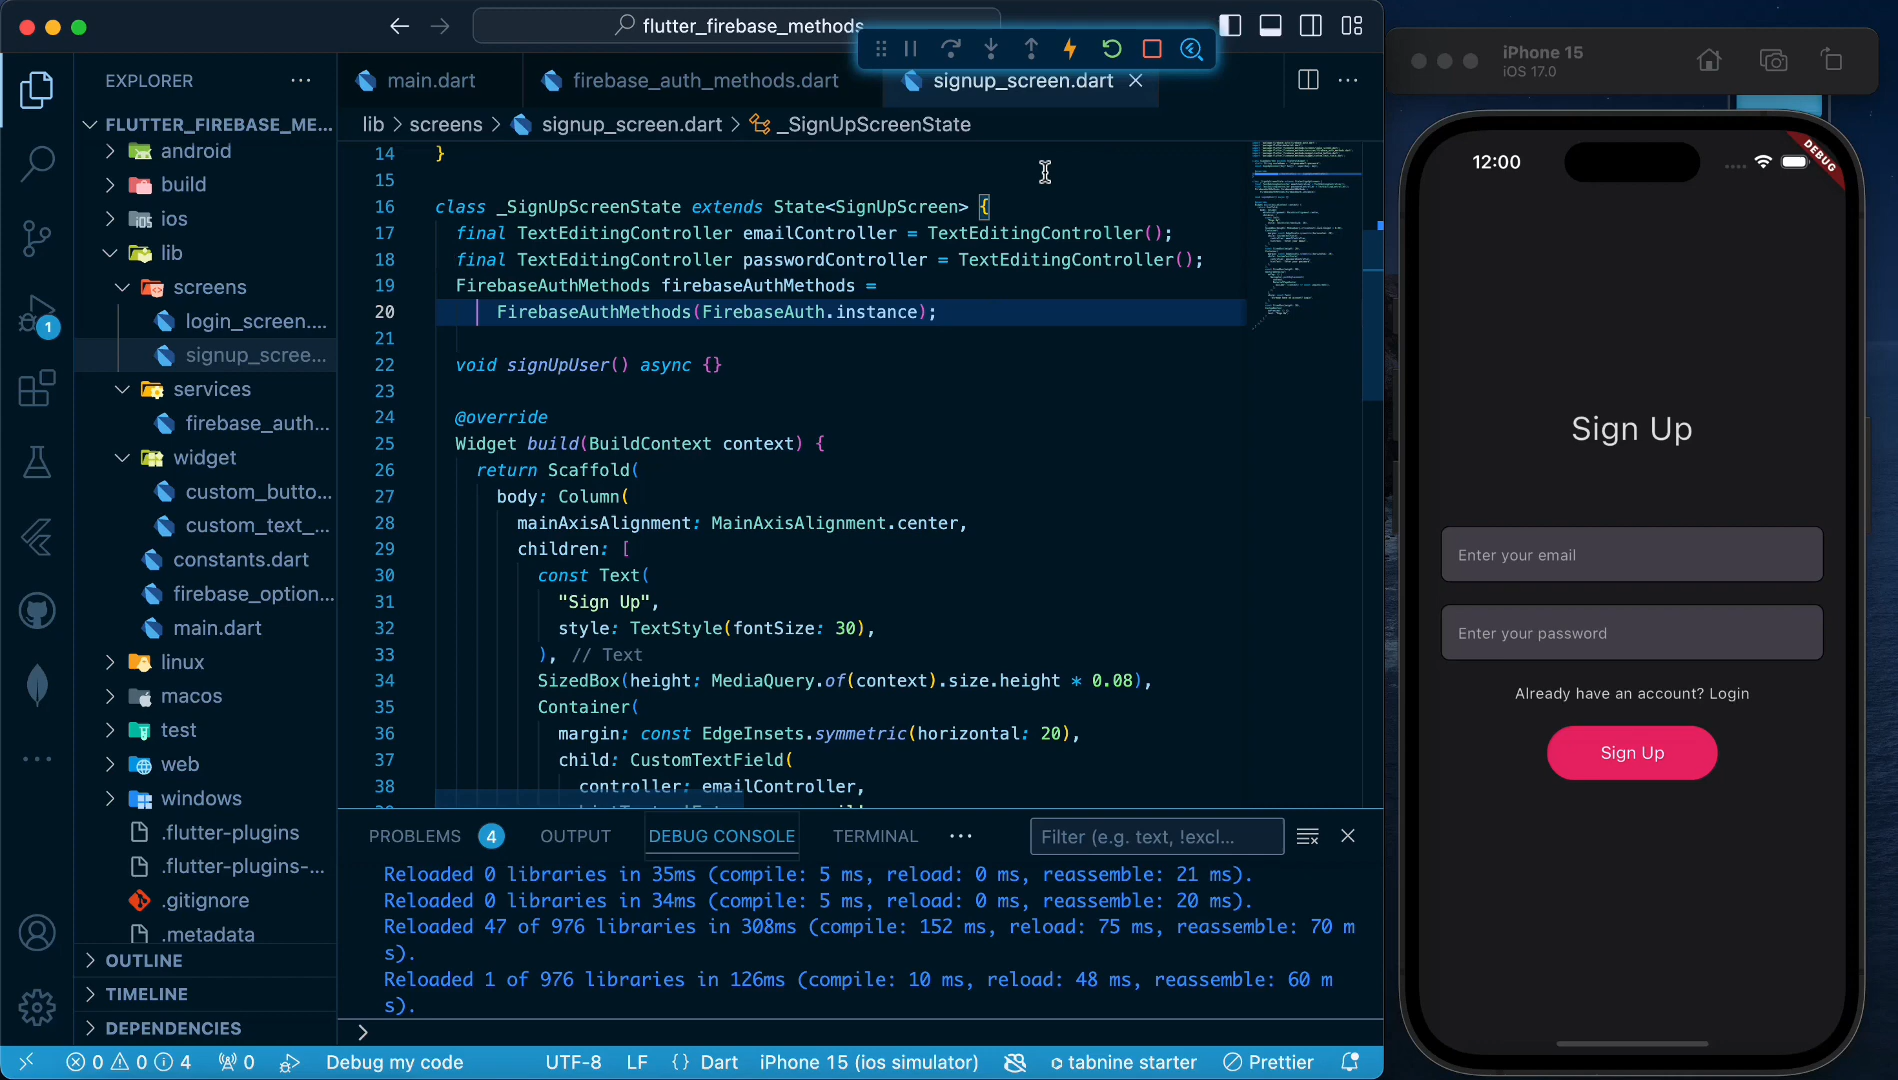 flutter_firebase_methods
EXPLORER
FLUTTER_FIREBASE_ME...
android
build
ios
lib
screens
login_screen....
signup_scree...
services
firebase_auth...
widget
custom_butto...
custom_text_...
constants.dart
firebase_option...
main.dart
linux
macos
test
web
windows
.flutter-plugins
.flutter-plugins-...
.gitignore
.metadata
OUTLINE
TIMELINE
DEPENDENCIES
1
main.dart
firebase_auth_methods.dart
signup_screen.dart
lib > screens > signup_screen.dart > _SignUpScreenState
14 }
15
16 class _SignUpScreenState extends State<SignUpScreen> {
17 final TextEditingController emailController = TextEditingController();
18 final TextEditingController passwordController = TextEditingController();
19 FirebaseAuthMethods firebaseAuthMethods =
20 FirebaseAuthMethods(FirebaseAuth.instance);
21
22 void signUpUser() async {}
23
24 @override
25 Widget build(BuildContext context) {
26 return Scaffold(
27 body: Column(
28 mainAxisAlignment: MainAxisAlignment.center,
29 children: [
30 const Text(
31 "Sign Up",
32 style: TextStyle(fontSize: 30),
33 ), // Text
34 SizedBox(height: MediaQuery.of(context).size.height * 0.08),
35 Container(
36 margin: const EdgeInsets.symmetric(horizontal: 20),
37 child: CustomTextField(
38 controller: emailController,
PROBLEMS 4 OUTPUT DEBUG CONSOLE TERMINAL
Filter (e.g. text, !excl...
Reloaded 0 libraries in 35ms (compile: 5 ms, reload: 0 ms, reassemble: 21 ms).
Reloaded 0 libraries in 34ms (compile: 5 ms, reload: 0 ms, reassemble: 20 ms).
Reloaded 47 of 976 libraries in 308ms (compile: 152 ms, reload: 75 ms, reassemble: 70 m
s).
Reloaded 1 of 976 libraries in 126ms (compile: 10 ms, reload: 48 ms, reassemble: 60 m
s).
>
0 0 4 0 Debug my code UTF-8 LF {} Dart iPhone 15 (ios simulator) tabnine starter Prettier
iPhone 15
iOS 17.0
12:00
DEBUG
Sign Up
Enter your email
Enter your password
Already have an account? Login
Sign Up